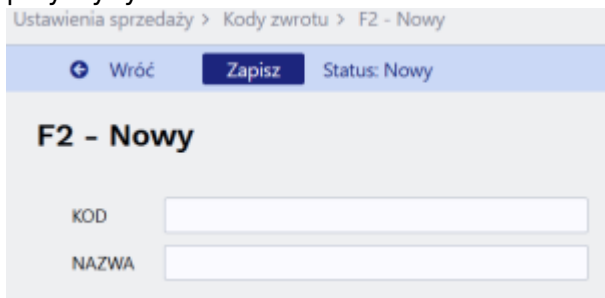 Ustawienia sprzedaży > Kody zwrotu > F2 - Nowy
Wróć Zapisz Status: Nowy
F2 - Nowy
KOD
NAZWA